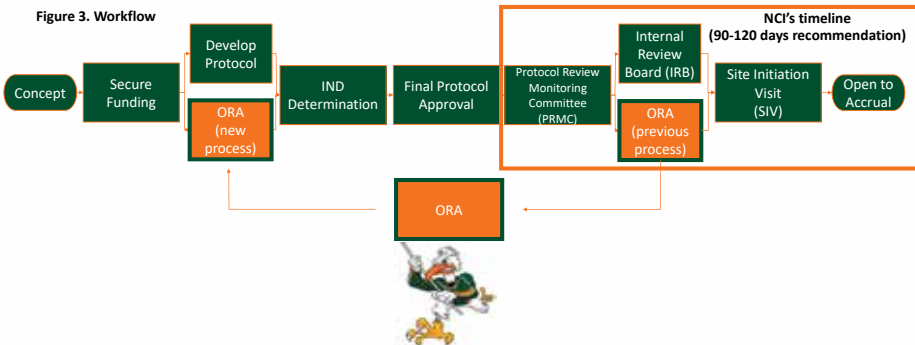 Figure 3. Workflow
NCI's timeline
(90-120 days recommendation)
Concept
Secure
Funding
Develop
Protocol
ORA
(new
process)
IND
Determination
Final Protocol
Approval
Protocol Review
Monitoring
Committee
(PRMC)
Internal
Review
Board (IRB)
ORA
(previous
process)
Site Initiation
Visit
(SIV)
Open to
Accrual
ORA